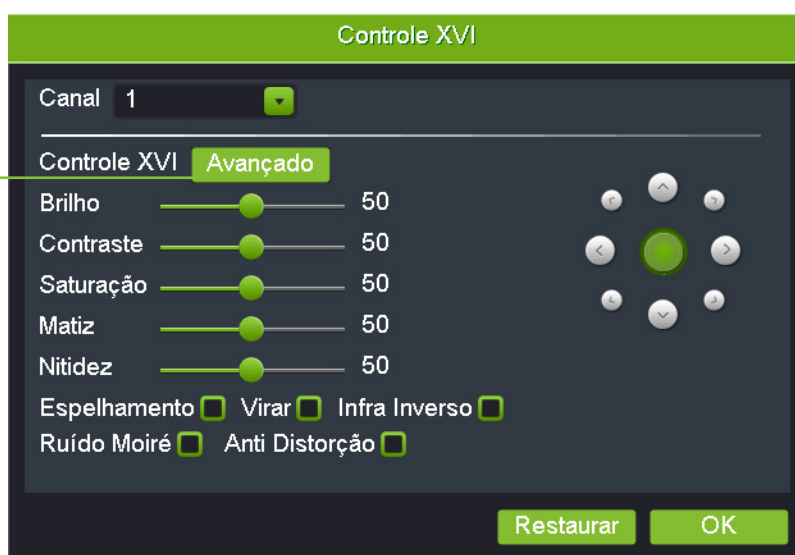 Controle XVI
Canal 1
Controle XVI Avançado
Brilho 50
Contraste 50
Saturação 50
Matiz 50
Nitidez 50
Espelhamento Virar Infra Inverso
Ruído Moiré Anti Distorção
Restaurar OK